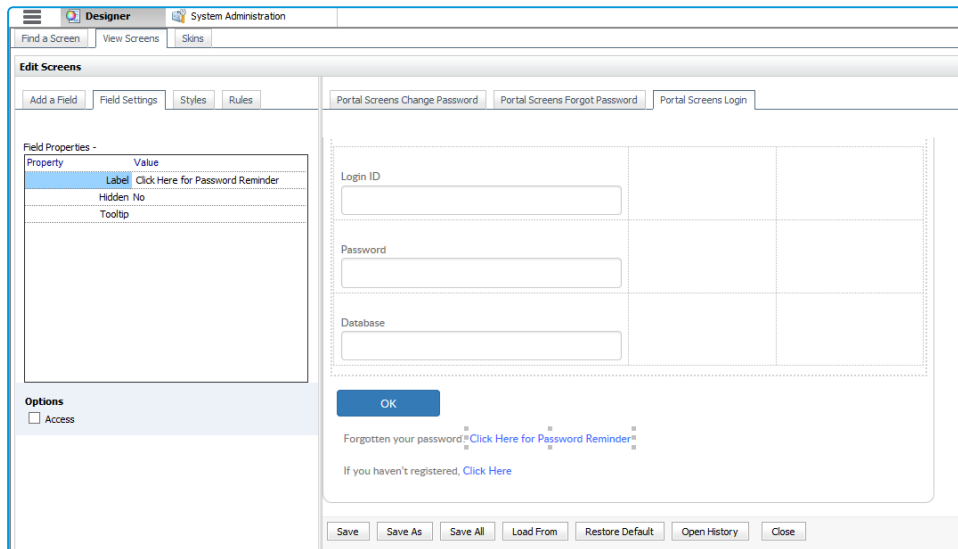 Designer System Administration
Find a Screen View Screens Skins
Edit Screens
Add a Field Field Settings Styles Rules
Portal Screens Change Password Portal Screens Forgot Password Portal Screens Login
Field Properties -
Property Value
Label Click Here for Password Reminder
Hidden No
Tooltip
Options
Access
Login ID
Password
Database
OK
Forgotten your password, Click Here for Password Reminder
If you haven't registered, Click Here
Save Save As Save All Load From Restore Default Open History Close